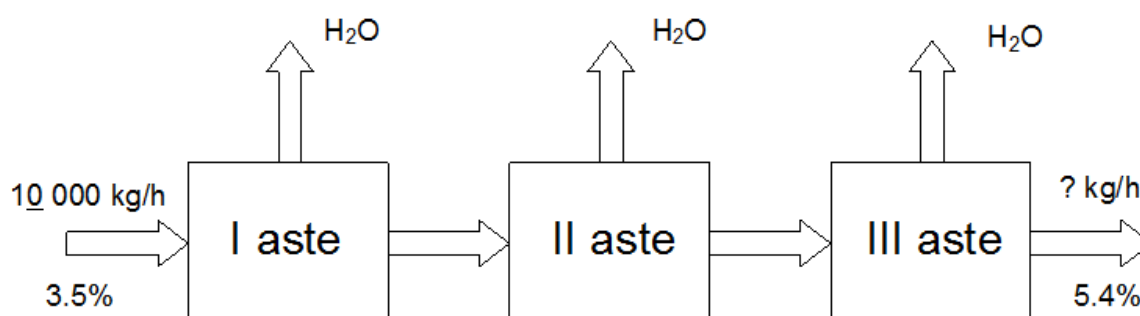 H₂O
H₂O
H₂O
10 000 kg/h
I aste
II aste
III aste
? kg/h
3.5%
5.4%